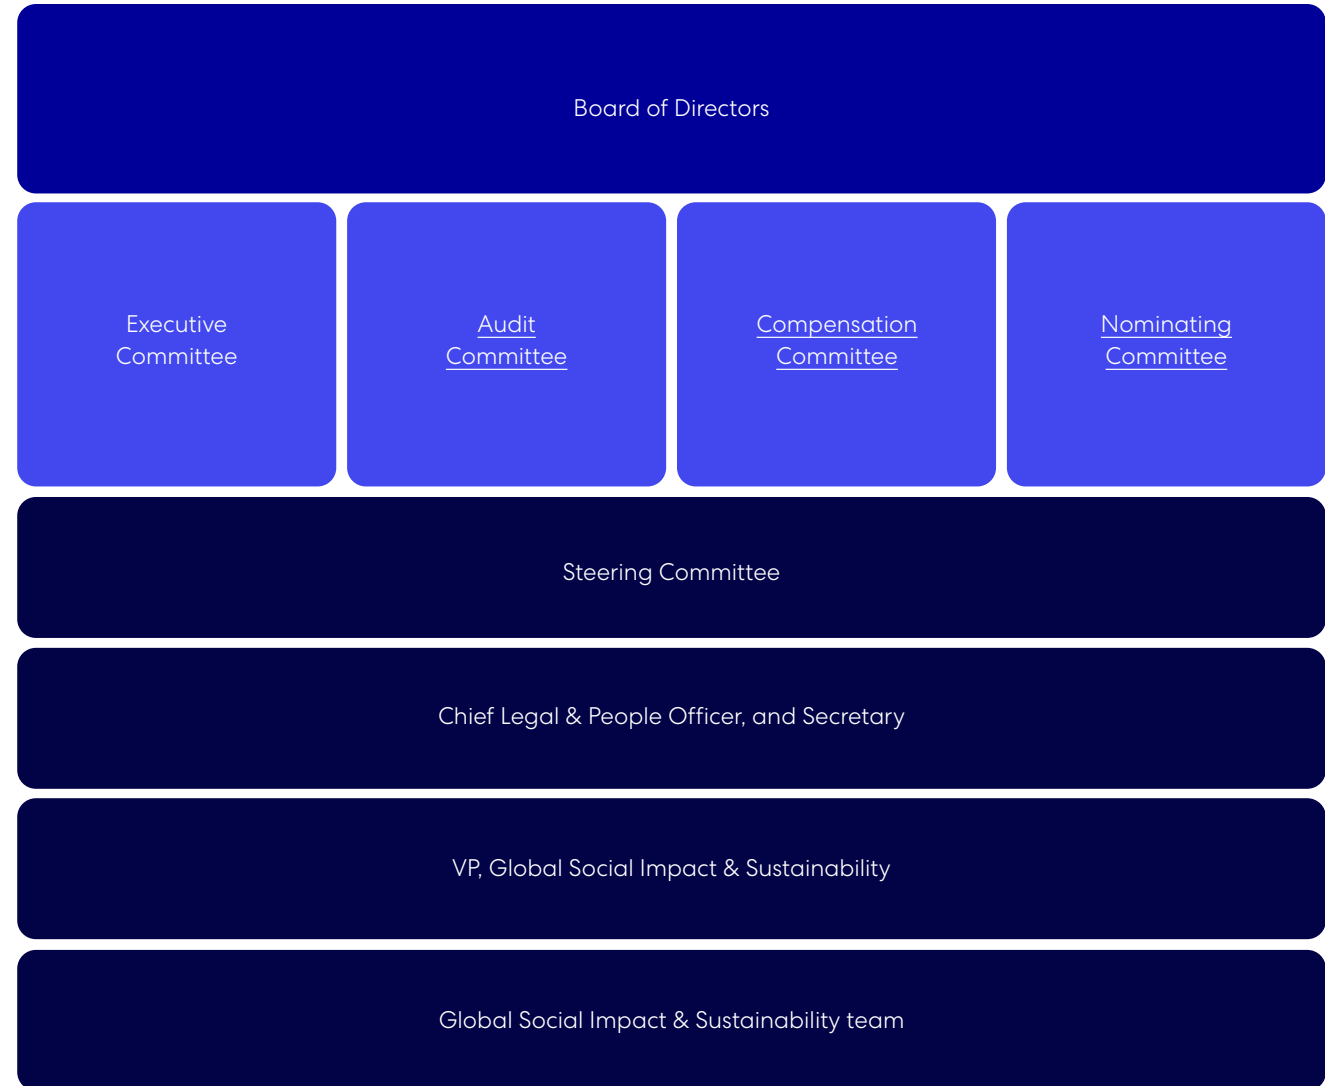 Board of Directors
Executive
Committee
Audit
Committee
Compensation
Committee
Nominating
Committee
Steering Committee
Chief Legal & People Officer, and Secretary
VP, Global Social Impact & Sustainability
Global Social Impact & Sustainability team